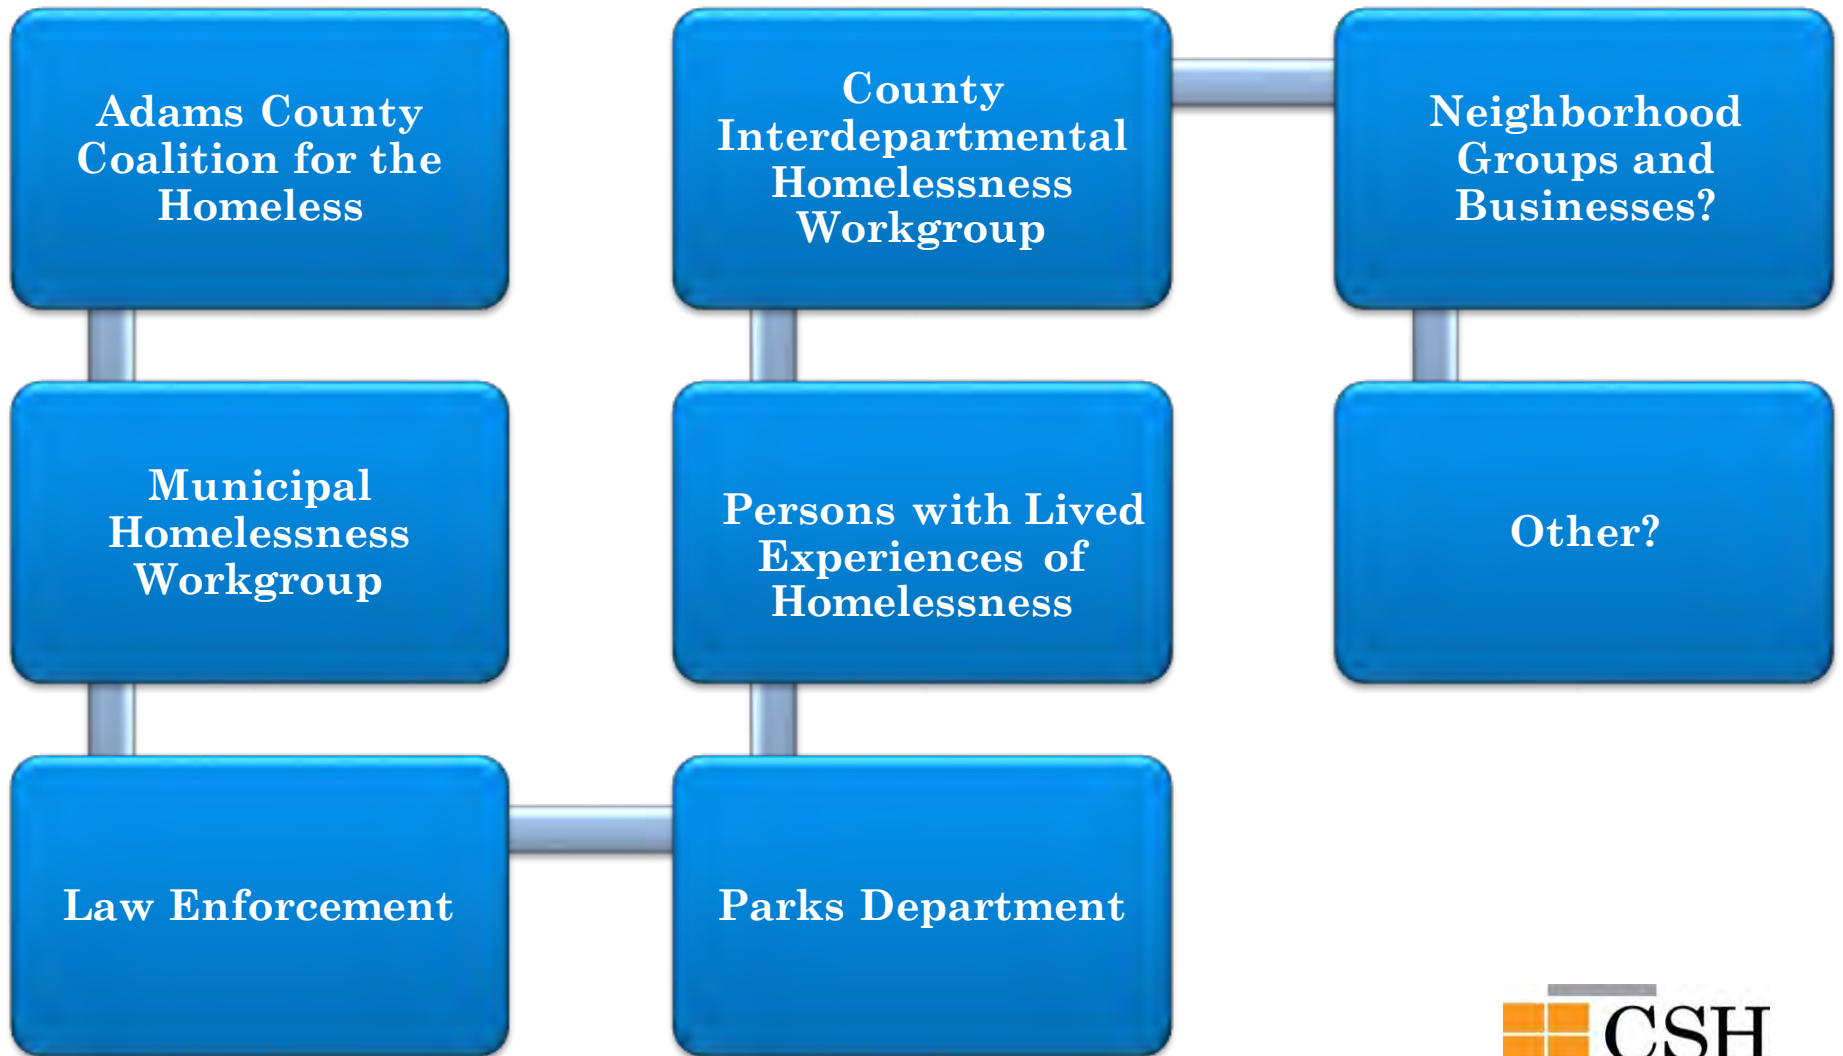 Adams County
Coalition for the
Homeless
Municipal
Homelessness
Workgroup
Law Enforcement
Parks Department
Persons with Lived
Experiences of
Homelessness
County
Interdepartmental
Homelessness
Workgroup
Neighborhood
Groups and
Businesses?
Other?
CSH